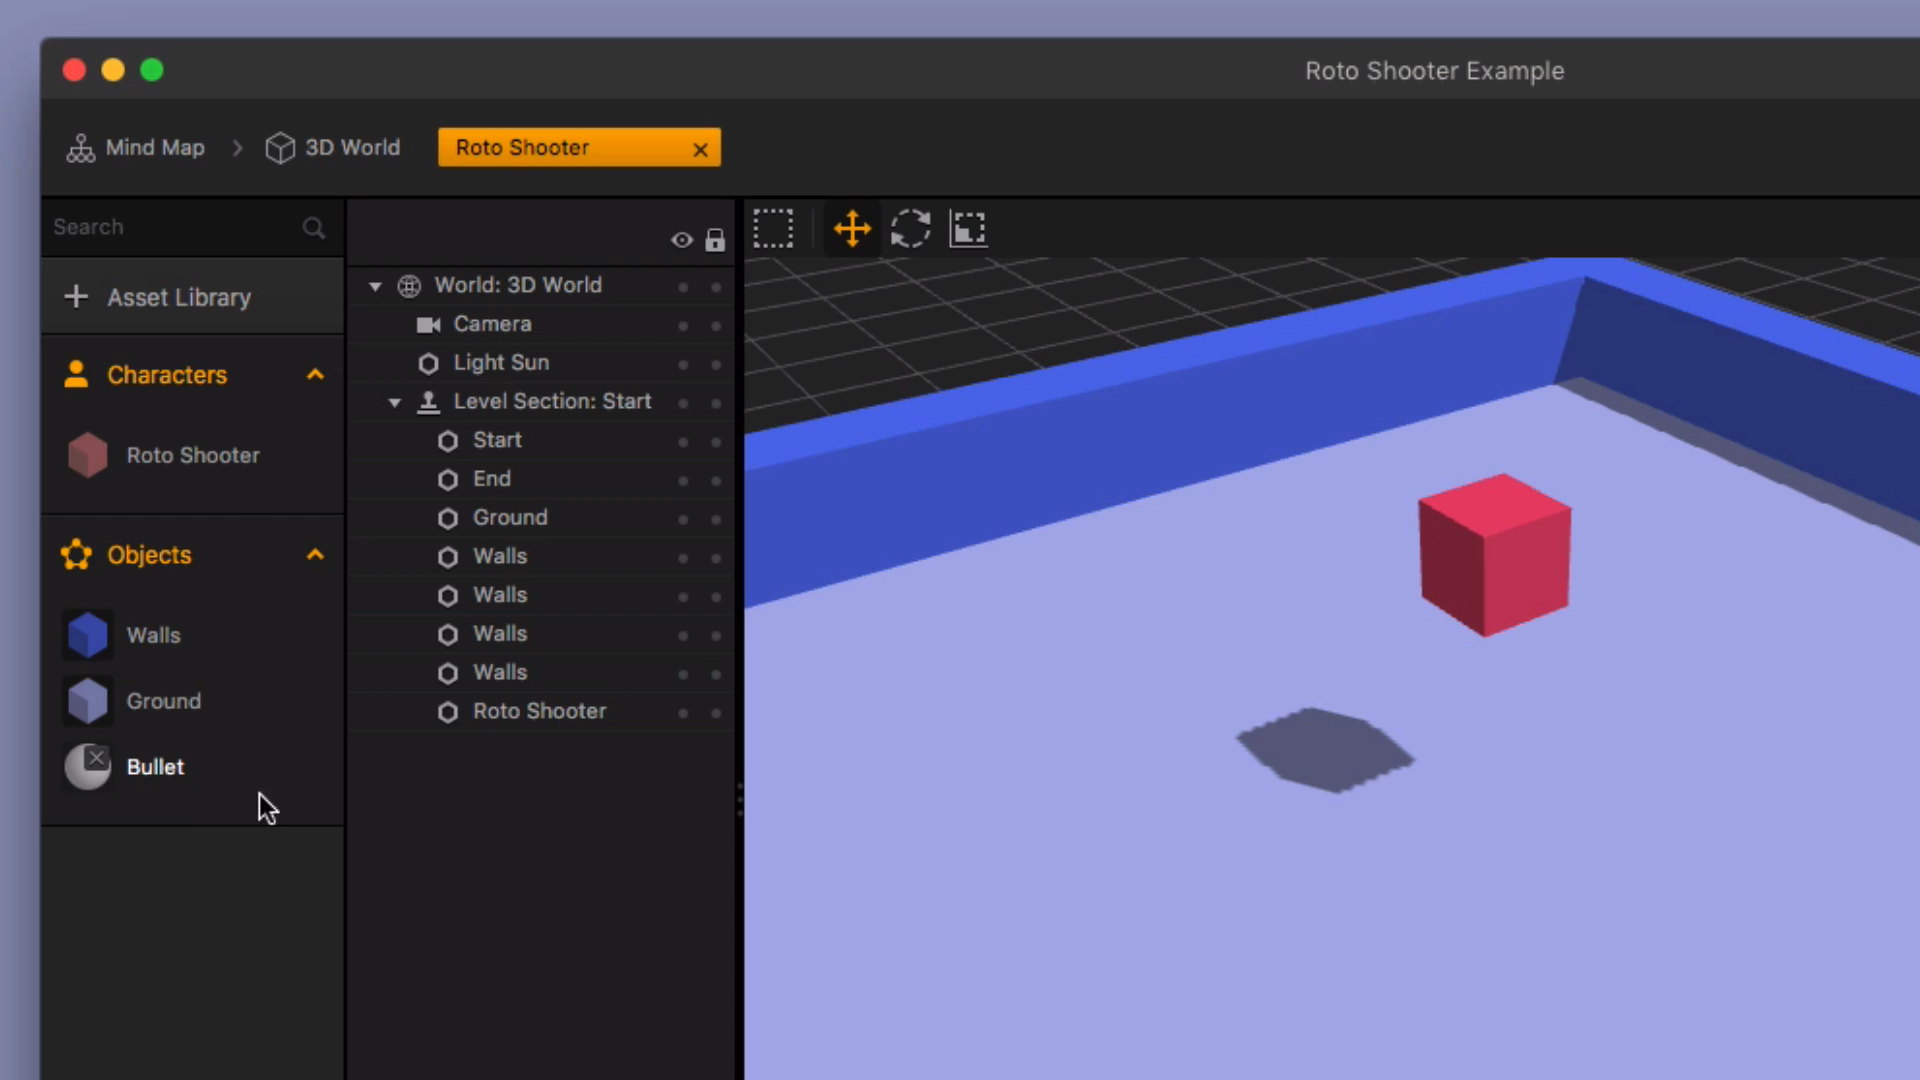 Roto Shooter Example
Mind Map
3D World
Roto Shooter
Search
Asset Library
Characters
Roto Shooter
Objects
Walls
Ground
Bullet
World: 3D World
Camera
Light Sun
Level Section: Start
Start
End
Ground
Walls
Walls
Walls
Walls
Roto Shooter